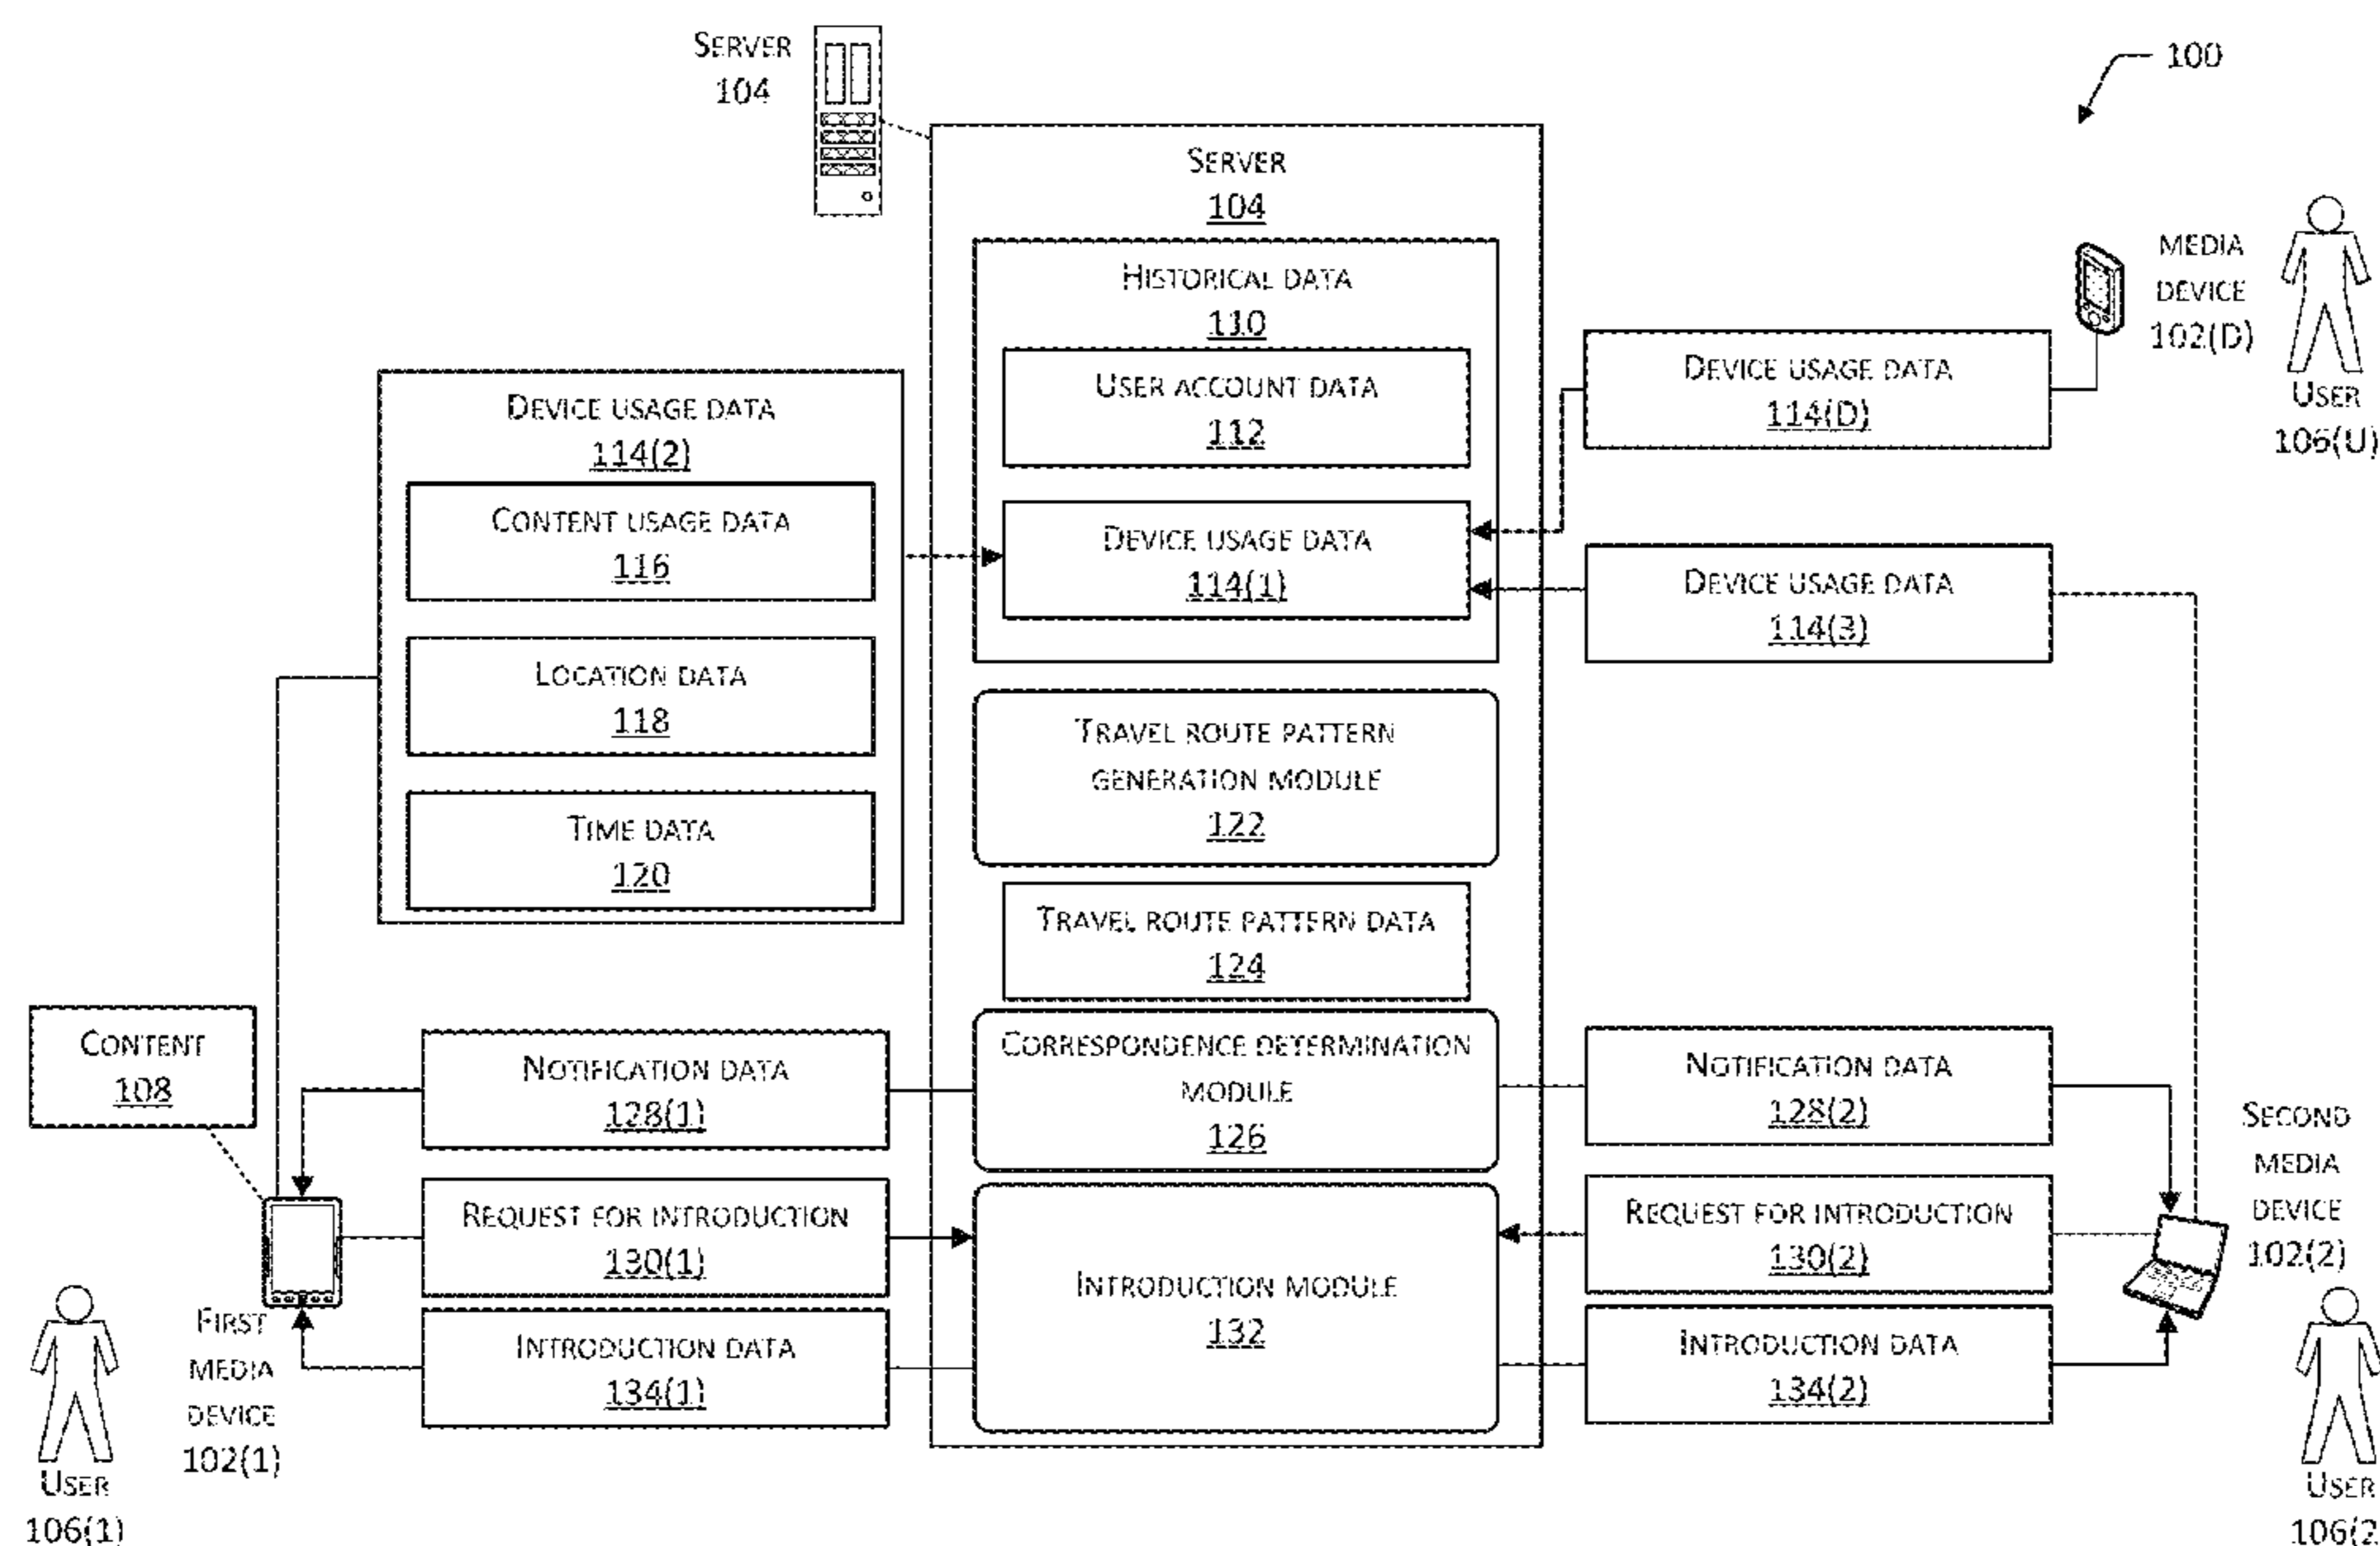 SERVER
104
100
SERVER
104
HISTORICAL DATA
110
USER ACCOUNT DATA
112
DEVICE USAGE DATA
114(1)
MEDIA
DEVICE
102(D)
USER
106(U)
DEVICE USAGE DATA
114(D)
DEVICE USAGE DATA
114(3)
DEVICE USAGE DATA
114(2)
CONTENT USAGE DATA
116
LOCATION DATA
118
TIME DATA
120
TRAVEL ROUTE PATTERN
GENERATION MODULE
122
TRAVEL ROUTE PATTERN DATA
124
CONTENT
108
NOTIFICATION DATA
128(1)
CORRESPONDENCE DETERMINATION
MODULE
126
NOTIFICATION DATA
128(2)
REQUEST FOR INTRODUCTION
130(1)
INTRODUCTION MODULE
132
REQUEST FOR INTRODUCTION
130(2)
INTRODUCTION DATA
134(1)
INTRODUCTION DATA
134(2)
FIRST
MEDIA
DEVICE
102(1)
USER
106(1)
SECOND
MEDIA
DEVICE
102(2)
USER
106(2